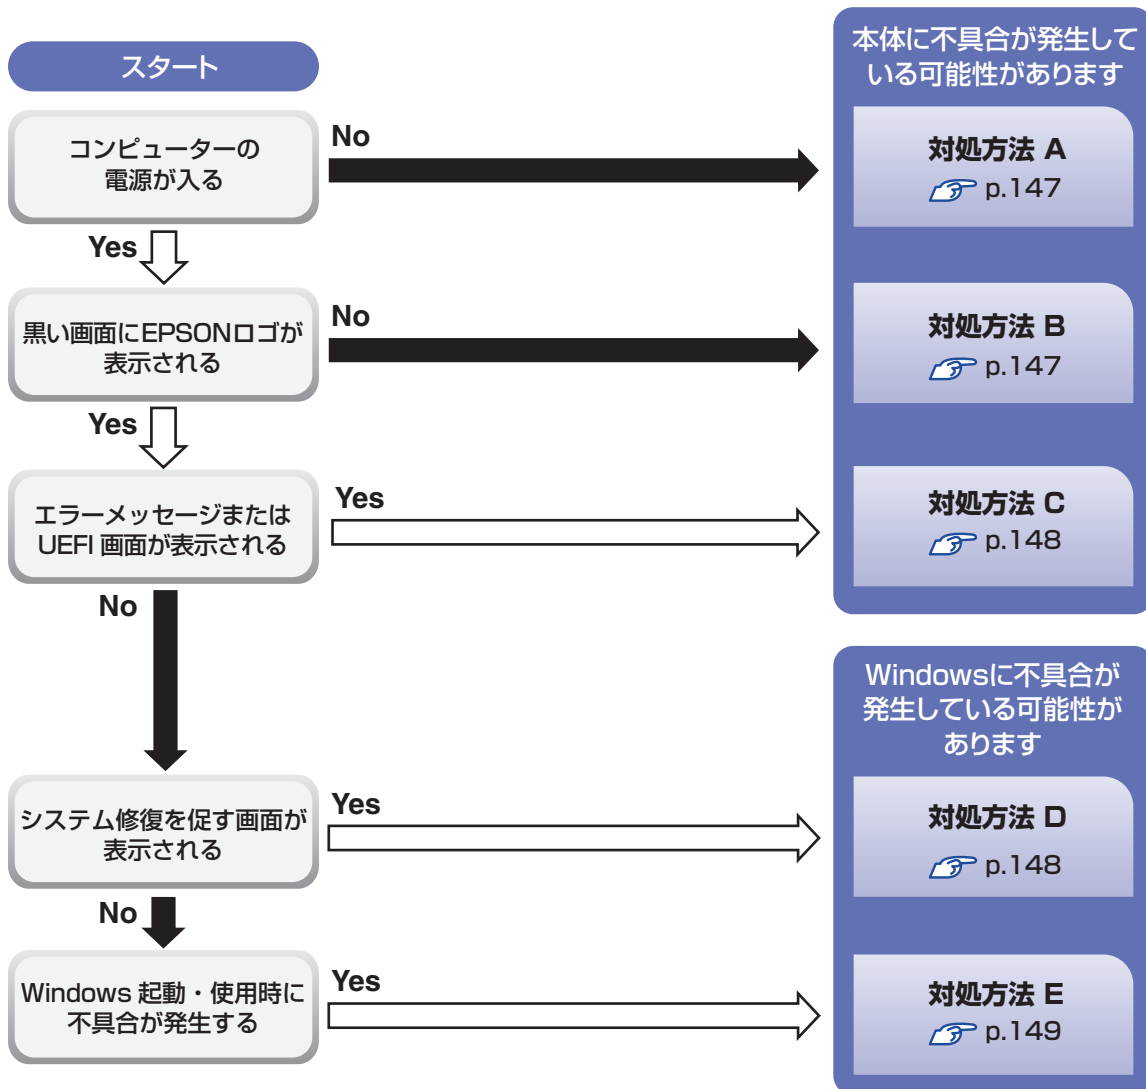 スタート
コンピューターの
電源が入る
No
Yes
黒い画面にEPSONロゴが
表示される
No
Yes
エラーメッセージまたは
UEFI 画面が表示される
Yes
No
システム修復を促す画面が
表示される
Yes
No
Windows 起動・使用時に
不具合が発生する
Yes
本体に不具合が発生して
いる可能性があります
対処方法 A
p.147
対処方法 B
p.147
対処方法 C
p.148
Windowsに不具合が
発生している可能性が
あります
対処方法 D
p.148
対処方法 E
p.149